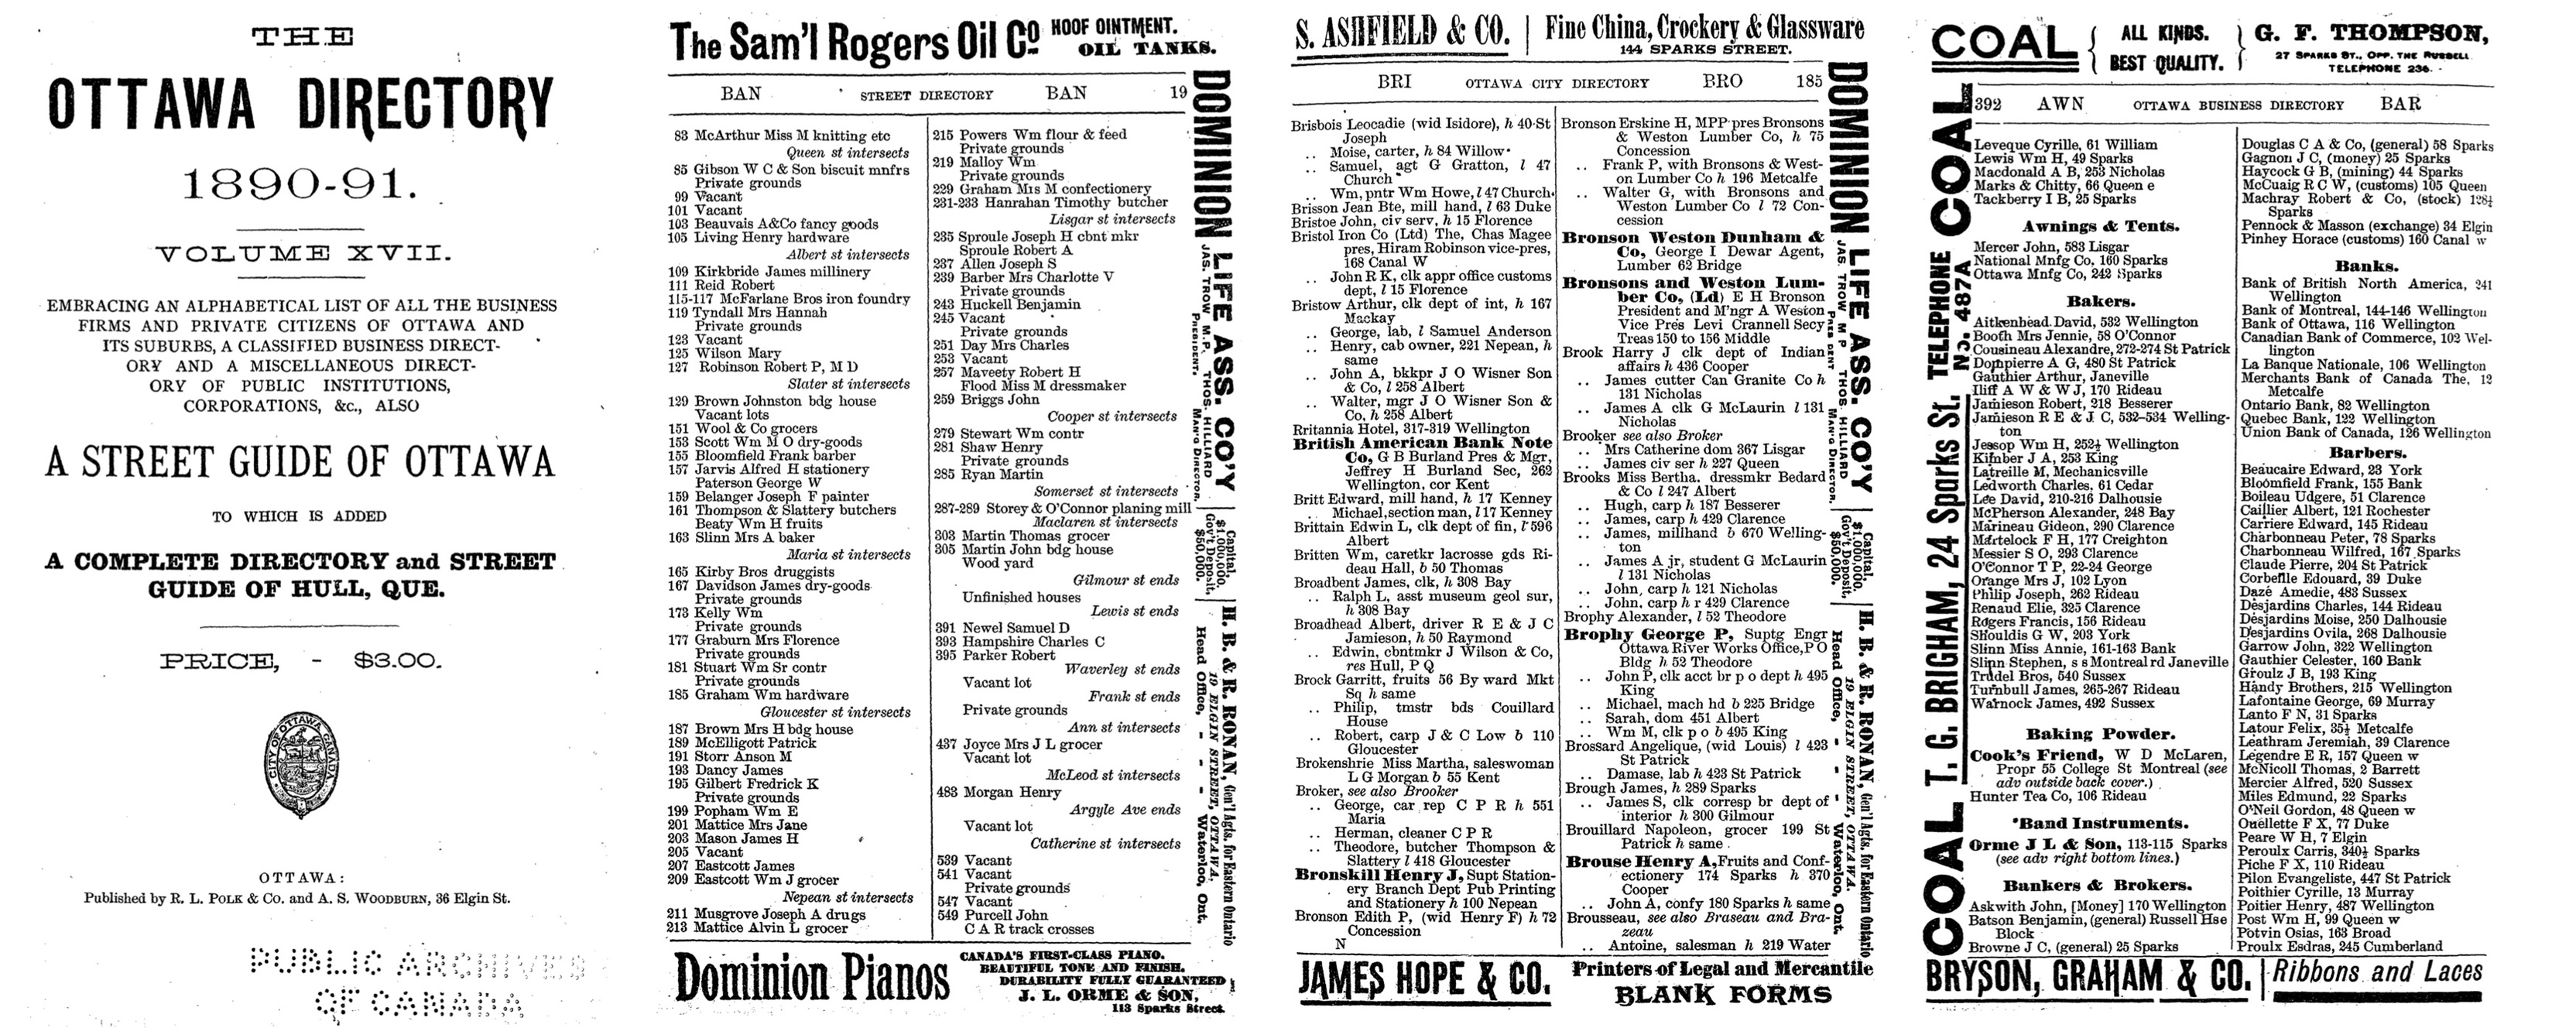 THE
OTTAWA DIRECTORY
1890-91.
VOLUME XVII.
EMBRACING AN ALPHABETICAL LIST OF ALL THE BUSINESS
FIRMS AND PRIVATE CITIZENS OF OTTAWA AND
ITS SUBURBS, A CLASSIFIED BUSINESS DIRECT-
ORY AND A MISCELLANEOUS DIRECT-
ORY OF PUBLIC INSTITUTIONS,
CORPORATIONS, &c., ALSO
A STREET GUIDE OF OTTAWA
TO WHICH IS ADDED
A COMPLETE DIRECTORY and STREET
GUIDE OF HULL, QUE.
PRICE, - $3.00.
CITY OF OTTAWA CANADA
OTTAWA:
Published by R. L. POLK & CO. and A. S. WOODBURN, 36 Elgin St.
PUBLIC ARCHIVES
OF CANADA
The Sam'l Rogers Oil Co HOOF OINTMENT.
OIL TANKS.
BAN STREET DIRECTORY BAN 19
83 McArthur Miss M knitting etc
Queen st intersects
85 Gibson W C & Son biscuit mnfrs
Private grounds
99 Vacant
101 Vacant
103 Beauvais A&Co fancy goods
105 Living Henry hardware
Albert st intersects
109 Kirkbride James millinery
111 Reid Robert
115-117 McFarlane Bros iron foundry
119 Tyndall Mrs Hannah
Private grounds
123 Vacant
125 Wilson Mary
127 Robinson Robert P, M D
Slater st intersects
129 Brown Johnston bdg house
Vacant lots
151 Wool & Co grocers
153 Scott Wm M O dry-goods
155 Bloomfield Frank barber
157 Jarvis Alfred H stationery
Paterson George W
159 Belanger Joseph F painter
161 Thompson & Slattery butchers
Beaty Wm H fruits
163 Slinn Mrs A baker
Maria st intersects
165 Kirby Bros druggists
167 Davidson James dry-goods
Private grounds
173 Kelly Wm
Private grounds
177 Graburn Mrs Florence
Private grounds
181 Stuart Wm Sr contr
Private grounds
185 Graham Wm hardware
Gloucester st intersects
187 Brown Mrs H bdg house
189 McElligott Patrick
191 Storr Anson M
193 Dancy James
195 Gilbert Fredrick K
Private grounds
199 Popham Wm E
201 Mattice Mrs Jane
203 Mason James H
205 Vacant
207 Eastcott James
209 Eastcott Wm J grocer
Nepean st intersects
211 Musgrove Joseph A drugs
213 Mattice Alvin L grocer
215 Powers Wm flour & feed
Private grounds
219 Malloy Wm
Private grounds
229 Graham Mis M confectionery
231-233 Hanrahan Timothy butcher
Lisgar st intersects
235 Sproule Joseph H cbnt mkr
Sproule Robert A
237 Allen Joseph S
239 Barber Mrs Charlotte V
Private grounds
243 Huckell Benjamin
245 Vacant
Private grounds
251 Day Mrs Charles
253 Vacant
257 Maveety Robert H
Flood Miss M dressmaker
259 Briggs John
Cooper st intersects
279 Stewart Wm contr
281 Shaw Henry
Private grounds
285 Ryan Martin
Somerset st intersects
287-289 Storey & O'Connor planing mill
Maclaren st intersects
303 Martin Thomas grocer
305 Martin John bdg house
Wood yard
Gilmour st ends
Unfinished houses
Lewis st ends
391 Newel Samuel D
393 Hampshire Charles C
395 Parker Robert
Waverley st ends
Vacant lot
Frank st ends
Private grounds
Ann st intersects
437 Joyce Mrs J L grocer
Vacant lot
McLeod st intersects
483 Morgan Henry
Argyle Ave ends
Vacant lot
Catherine st intersects
539 Vacant
541 Vacant
Private grounds
547 Vacant
549 Purcell John
C A R track crosses
DOMINION LIFE ASS. CO'Y
JAS. TROW M.P. PRESIDENT. THOS. HILLIARD MAN'G DIRECTOR.
Capital, $1,000,000. Gov't Deposit, $50,000.
H. B. & R. RONAN, Gen'l Agts. for Eastern Ontario
19 ELGIN STREET, OTTAWA.
Head Office, - - Waterloo, Ont.
Dominion Pianos
CANADA'S FIRST-CLASS PIANO.
BEAUTIFUL TONE AND FINISH.
DURABILITY FULLY GUARANTEED
J. L. ORME & SON,
113 Sparks Street.
S. ASHFIELD & CO. | Fine China, Crockery & Glassware
144 SPARKS STREET.
BRI OTTAWA CITY DIRECTORY BRO 185
Brisbois Leocadie (wid Isidore), h 40 St
Joseph
.. Moise, carter, h 84 Willow
.. Samuel, agt G Gratton, l 47
Church
.. Wm, pntr Wm Howe, l 47 Church
Brisson Jean Bte, mill hand, l 63 Duke
Bristoe John, civ serv, h 15 Florence
Bristol Iron Co (Ltd) The, Chas Magee
pres, Hiram Robinson vice-pres,
168 Canal W
.. John R K, clk appr office customs
dept, l 15 Florence
Bristow Arthur, clk dept of int, h 167
Mackay
.. George, lab, l Samuel Anderson
.. Henry, cab owner, 221 Nepean, h
same
.. John A, bkkpr J O Wisner Son
& Co, l 258 Albert
.. Walter, mgr J O Wisner Son &
Co, h 258 Albert
Rritannia Hotel, 317-319 Wellington
British American Bank Note
Co, G B Burland Pres & Mgr,
Jeffrey H Burland Sec, 262
Wellington, cor Kent
Britt Edward, mill hand, h 17 Kenney
.. Michael, section man, l 17 Kenney
Brittain Edwin L, clk dept of fin, l 596
Albert
Britten Wm, caretkr lacrosse gds Ri-
deau Hall, b 50 Thomas
Broadbent James, clk, h 308 Bay
.. Ralph L, asst museum geol sur,
h 308 Bay
Broadhead Albert, driver R E & J C
Jamieson, h 50 Raymond
.. Edwin, cbntmkr J Wilson & Co,
res Hull, P Q
Brock Garritt, fruits 56 By ward Mkt
Sq h same
.. Philip, tmstr bds Couillard
House
.. Robert, carp J & C Low b 110
Gloucester
Brokenshrie Miss Martha, saleswoman
L G Morgan b 55 Kent
Broker, see also Brooker
.. George, car rep C P R h 551
Maria
.. Herman, cleaner C P R
.. Theodore, butcher Thompson &
Slattery l 418 Gloucester
Bronskill Henry J, Supt Station-
ery Branch Dept Pub Printing
and Stationery h 100 Nepean
Bronson Edith P, (wid Henry F) h 72
Concession
N
Bronson Erskine H, MPP pres Bronsons
& Weston Lumber Co, h 75
Concession
.. Frank P, with Bronsons & West-
on Lumber Co h 196 Metcalfe
.. Walter G, with Bronsons and
Weston Lumber Co l 72 Con-
cession
Bronson Weston Dunham &
Co, George I Dewar Agent,
Lumber 62 Bridge
Bronsons and Weston Lum-
ber Co, (Ld) E H Bronson
President and M'ngr A Weston
Vice Pres Levi Crannell Secy
Treas 150 to 156 Middle
Brook Harry J clk dept of Indian
affairs h 436 Cooper
.. James cutter Can Granite Co h
131 Nicholas
.. James A clk G McLaurin l 131
Nicholas
Brooker see also Broker
.. Mrs Catherine dom 367 Lisgar
.. James civ ser h 227 Queen
Brooks Miss Bertha. dressmkr Bedard
& Co l 247 Albert
.. Hugh, carp h 187 Besserer
.. James, carp h 429 Clarence
.. James, millhand b 670 Welling-
ton
.. James A jr, student G McLaurin
l 131 Nicholas
.. John, carp h 121 Nicholas
.. John, carp h r 429 Clarence
Brophy Alexander, l 52 Theodore
Brophy George P, Suptg Engr
Ottawa River Works Office, P O
Bldg h 52 Theodore
.. John P, clk acct br p o dept h 495
King
.. Michael, mach hd b 225 Bridge
.. Sarah, dom 451 Albert
.. Wm M, clk p o b 495 King
Brossard Angelique, (wid Louis) l 423
St Patrick
.. Damase, lab h 423 St Patrick
Brough James, h 289 Sparks
.. James S, clk corresp br dept of
interior h 300 Gilmour
Brouillard Napoleon, grocer 199 St
Patrick h same
Brouse Henry A, Fruits and Conf-
ectionery 174 Sparks h 370
Cooper
.. John A, confy 180 Sparks h same
Brousseau, see also Braseau and Bra-
zeau
.. Antoine, salesman h 219 Water
DOMINION LIFE ASS. CO'Y
JAS. TROW M P PRESIDENT THOS. HILLIARD MAN'G DIRECTOR.
Capital, $1,000,000. Gov't Deposit, $50,000.
H. B. & R. RONAN, Gen'l Agts. for Eastern Ontario
19 ELGIN STREET, OTTAWA.
Head Office, - - Waterloo, Ont.
JAMES HOPE & CO. Printers of Legal and Mercantile
BLANK FORMS
COAL { ALL KINDS. BEST QUALITY. } G. F. THOMPSON,
27 SPARKS ST., OPP. THE RUSSELL
TELEPHONE 236.
392 AWN OTTAWA BUSINESS DIRECTORY BAR
COAL T. G. BRIGHAM, 24 Sparks St. TELEPHONE No. 487A COAL
Leveque Cyrille, 61 William
Lewis Wm H, 49 Sparks
Macdonald A B, 253 Nicholas
Marks & Chitty, 66 Queen e
Tackberry I B, 25 Sparks
Awnings & Tents.
Mercer John, 583 Lisgar
National Mnfg Co, 160 Sparks
Ottawa Mnfg Co, 242 Sparks
Bakers.
Aitkenhead David, 532 Wellington
Booth Mrs Jennie, 58 O'Connor
Cousineau Alexandre, 272-274 St Patrick
Dompierre A G, 480 St Patrick
Gauthier Arthur, Janeville
Iliff A W & W J, 170 Rideau
Jamieson Robert, 218 Besserer
Jamieson R E & J C, 532-534 Welling-
ton
Jessop Wm H, 252½ Wellington
Kimber J A, 253 King
Latreille M, Mechanicsville
Ledworth Charles, 61 Cedar
Lee David, 210-216 Dalhousie
McPherson Alexander, 248 Bay
Marineau Gideon, 290 Clarence
Martelock F H, 177 Creighton
Messier S O, 293 Clarence
O'Connor T P, 22-24 George
Orange Mrs J, 102 Lyon
Philip Joseph, 262 Rideau
Renaud Elie, 325 Clarence
Rogers Francis, 156 Rideau
Shouldis G W, 203 York
Slinn Miss Annie, 161-163 Bank
Slinn Stephen, s s Montreal rd Janeville
Trudel Bros, 540 Sussex
Turnbull James, 265-267 Rideau
Warnock James, 492 Sussex
Baking Powder.
Cook's Friend, W D McLaren,
Propr 55 College St Montreal (see
adv outside back cover.)
Hunter Tea Co, 106 Rideau
Band Instruments.
Orme J L & Son, 113-115 Sparks
(see adv right bottom lines.)
Bankers & Brokers.
Askwith John, [Money] 170 Wellington
Batson Benjamin, (general) Russell Hse
Block
Browne J C, (general) 25 Sparks
Douglas C A & Co, (general) 58 Sparks
Gagnon J C, (money) 25 Sparks
Haycock G B, (mining) 44 Sparks
McCuaig R C W, (customs) 105 Queen
Machray Robert & Co, (stock) 128½
Sparks
Pennock & Masson (exchange) 34 Elgin
Pinhey Horace (customs) 160 Canal w
Banks.
Bank of British North America, 241
Wellington
Bank of Montreal, 144-146 Wellington
Bank of Ottawa, 116 Wellington
Canadian Bank of Commerce, 102 Wel-
lington
La Banque Nationale, 106 Wellington
Merchants Bank of Canada The, 12
Metcalfe
Ontario Bank, 82 Wellington
Quebec Bank, 122 Wellington
Union Bank of Canada, 126 Wellington
Barbers.
Beaucaire Edward, 23 York
Bloomfield Frank, 155 Bank
Boileau Udgere, 51 Clarence
Caillier Albert, 121 Rochester
Carriere Edward, 145 Rideau
Charbonneau Peter, 78 Sparks
Charbonneau Wilfred, 167 Sparks
Claude Pierre, 204 St Patrick
Corbeille Edouard, 39 Duke
Dazé Amedie, 483 Sussex
Desjardins Charles, 144 Rideau
Desjardins Moise, 250 Dalhousie
Desjardins Ovila, 268 Dalhousie
Garrow John, 322 Wellington
Gauthier Celester, 160 Bank
Groulz J B, 193 King
Handy Brothers, 215 Wellington
Lafontaine George, 69 Murray
Lanto F N, 31 Sparks
Latour Felix, 35½ Metcalfe
Leathram Jeremiah, 39 Clarence
Legendre E R, 157 Queen w
McNicoll Thomas, 2 Barrett
Mercier Alfred, 520 Sussex
Miles Edmund, 22 Sparks
O'Neil Gordon, 48 Queen w
Ouellette F X, 77 Duke
Peare W H, 7 Elgin
Peroulx Carris, 340½ Sparks
Piche F X, 110 Rideau
Pilon Evangeliste, 447 St Patrick
Poithier Cyrille, 13 Murray
Poitier Henry, 487 Wellington
Post Wm H, 99 Queen w
Potvin Osias, 163 Broad
Proulx Esdras, 245 Cumberland
BRYSON, GRAHAM & CO. | Ribbons and Laces